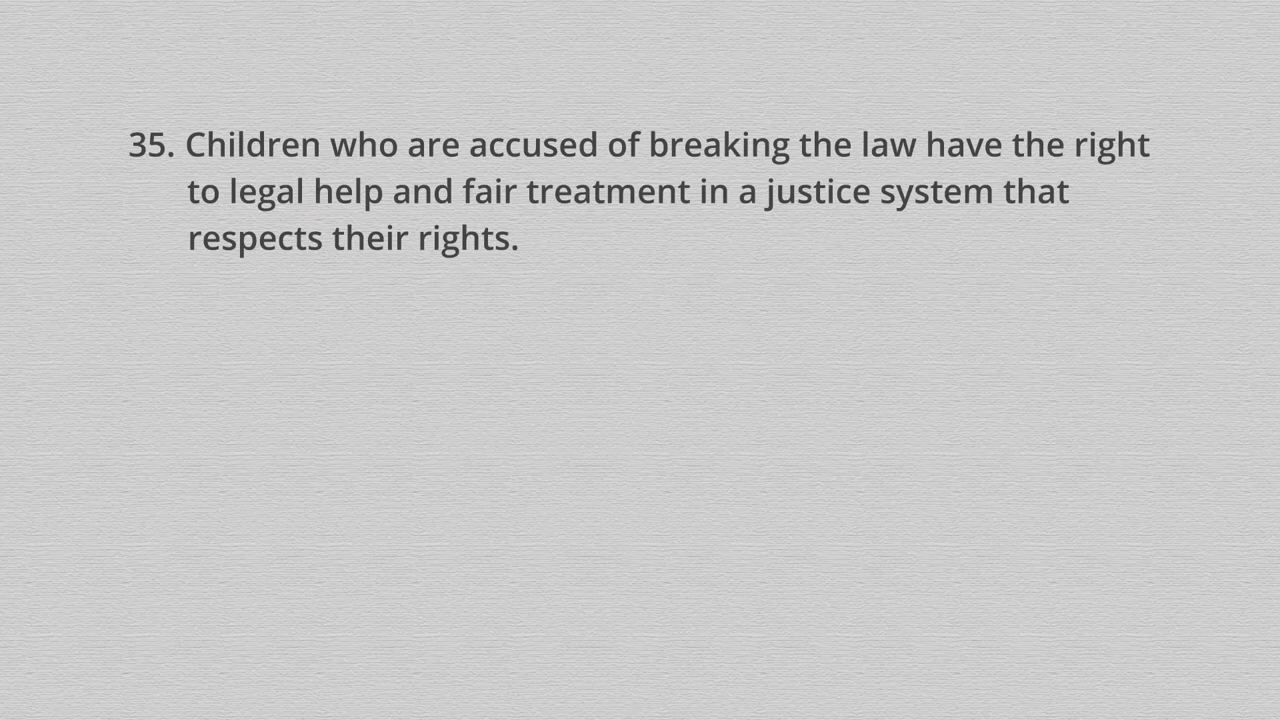 35. Children who are accused of breaking the law have the right
to legal help and fair treatment in a justice system that
respects their rights.